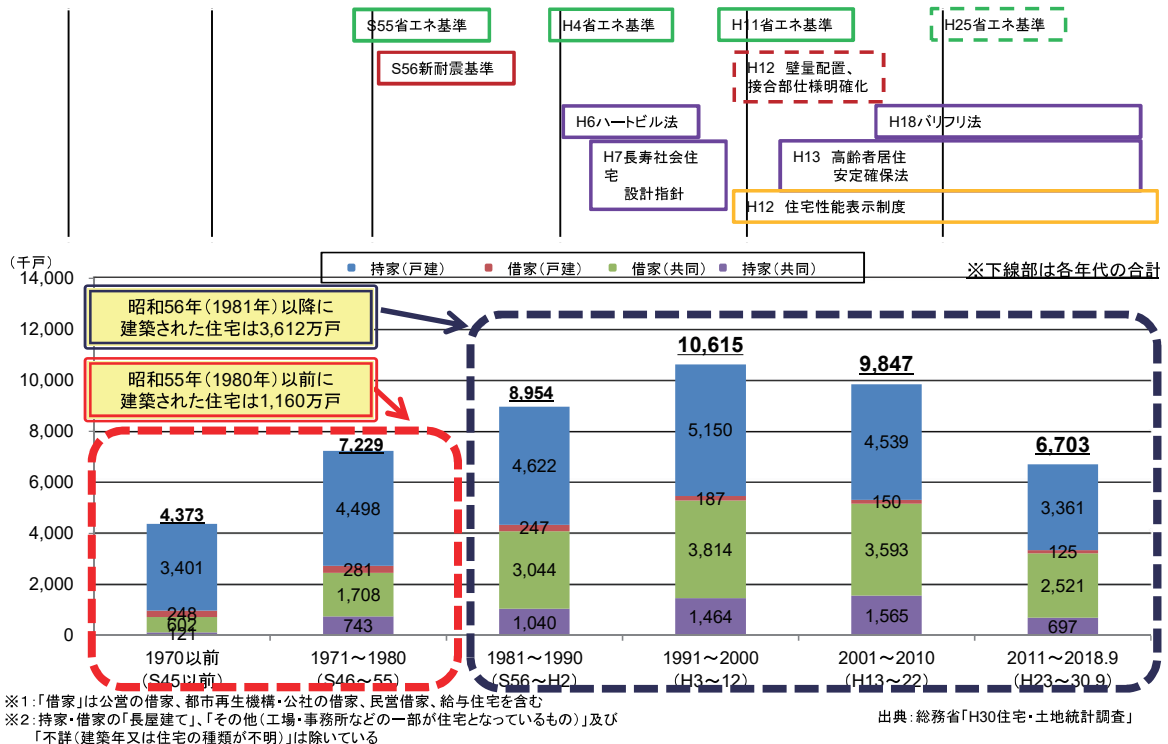 S55省エネ基準
H4省エネ基準
H11省エネ基準
H25省エネ基準
S56新耐震基準
H12 壁量配置、
接合部仕様明確化
H6ハートビル法
H18バリフリ法
H7長寿社会住
宅
設計指針
H13 高齢者居住
安定確保法
H12 住宅性能表示制度
(千戸)
持家(戸建) 借家(戸建) 借家(共同) 持家(共同)
※下線部は各年代の合計
14,000
12,000
10,000
8,000
6,000
4,000
2,000
0
昭和56年(1981年)以降に
建築された住宅は3,612万戸
昭和55年(1980年)以前に
建築された住宅は1,160万戸
4,373
3,401
248
602
121
7,229
4,498
281
1,708
743
8,954
4,622
247
3,044
1,040
10,615
5,150
187
3,814
1,464
9,847
4,539
150
3,593
1,565
6,703
3,361
125
2,521
697
1970以前
(S45以前)
1971~1980
(S46~55)
1981~1990
(S56~H2)
1991~2000
(H3~12)
2001~2010
(H13~22)
2011~2018.9
(H23~30.9)
※1:「借家」は公営の借家、都市再生機構・公社の借家、民営借家、給与住宅を含む
※2:持家・借家の「長屋建て」、「その他(工場・事務所などの一部が住宅となっているもの)」及び
「不詳(建築年又は住宅の種類が不明)」は除いている
出典:総務省「H30住宅・土地統計調査」